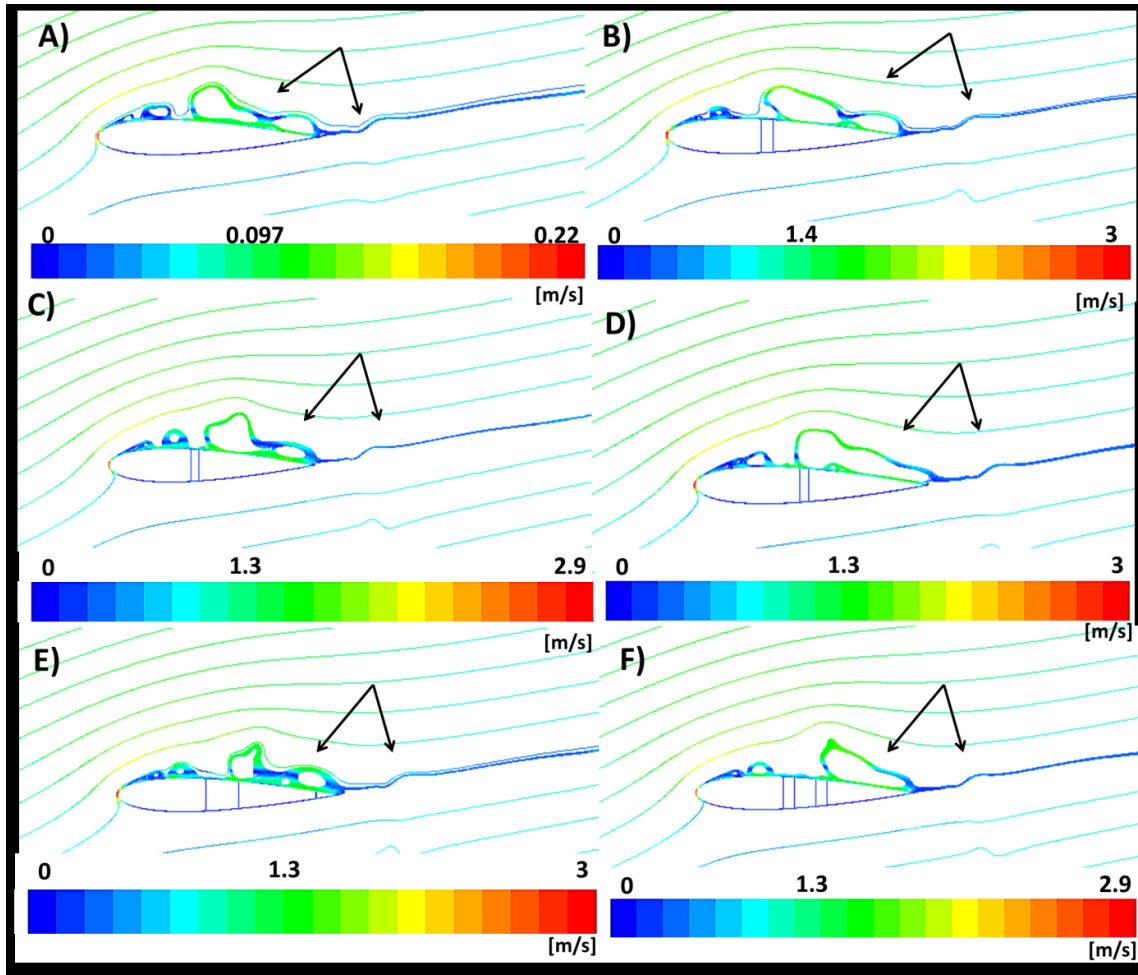 A) B)
0 0.097 0.22 0 1.4 3
[m/s] [m/s]
C) D)
0 1.3 2.9 0 1.3 3
[m/s] [m/s]
E) F)
0 1.3 3 0 1.3 2.9
[m/s] [m/s]